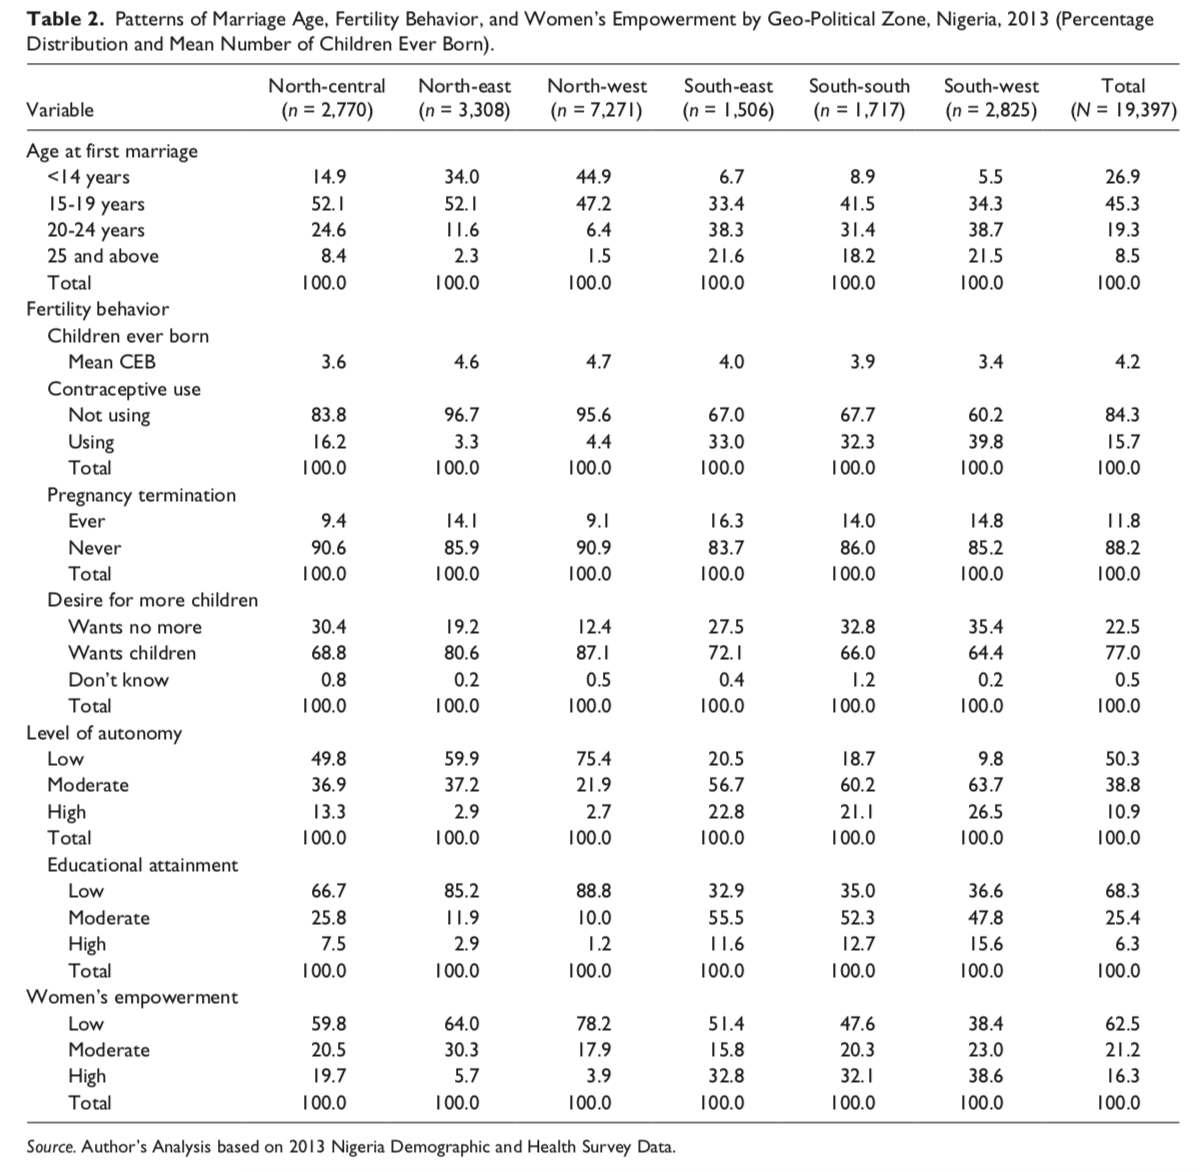 Table 2. Patterns of Marriage Age, Fertility Behavior, and Women's Empowerment by Geo-Political Zone, Nigeria, 2013 (Percentage
Distribution and Mean Number of Children Ever Born).
Variable North-central (n = 2,770) North-east (n = 3,308) North-west (n = 7,271) South-east (n = 1,506) South-south (n = 1,717) South-west (n = 2,825) Total (N = 19,397)
Age at first marriage
<14 years 14.9 34.0 44.9 6.7 8.9 5.5 26.9
15-19 years 52.1 52.1 47.2 33.4 41.5 34.3 45.3
20-24 years 24.6 11.6 6.4 38.3 31.4 38.7 19.3
25 and above 8.4 2.3 1.5 21.6 18.2 21.5 8.5
Total 100.0 100.0 100.0 100.0 100.0 100.0 100.0
Fertility behavior
Children ever born
Mean CEB 3.6 4.6 4.7 4.0 3.9 3.4 4.2
Contraceptive use
Not using 83.8 96.7 95.6 67.0 67.7 60.2 84.3
Using 16.2 3.3 4.4 33.0 32.3 39.8 15.7
Total 100.0 100.0 100.0 100.0 100.0 100.0 100.0
Pregnancy termination
Ever 9.4 14.1 9.1 16.3 14.0 14.8 11.8
Never 90.6 85.9 90.9 83.7 86.0 85.2 88.2
Total 100.0 100.0 100.0 100.0 100.0 100.0 100.0
Desire for more children
Wants no more 30.4 19.2 12.4 27.5 32.8 35.4 22.5
Wants children 68.8 80.6 87.1 72.1 66.0 64.4 77.0
Don't know 0.8 0.2 0.5 0.4 1.2 0.2 0.5
Total 100.0 100.0 100.0 100.0 100.0 100.0 100.0
Level of autonomy
Low 49.8 59.9 75.4 20.5 18.7 9.8 50.3
Moderate 36.9 37.2 21.9 56.7 60.2 63.7 38.8
High 13.3 2.9 2.7 22.8 21.1 26.5 10.9
Total 100.0 100.0 100.0 100.0 100.0 100.0 100.0
Educational attainment
Low 66.7 85.2 88.8 32.9 35.0 36.6 68.3
Moderate 25.8 11.9 10.0 55.5 52.3 47.8 25.4
High 7.5 2.9 1.2 11.6 12.7 15.6 6.3
Total 100.0 100.0 100.0 100.0 100.0 100.0 100.0
Women's empowerment
Low 59.8 64.0 78.2 51.4 47.6 38.4 62.5
Moderate 20.5 30.3 17.9 15.8 20.3 23.0 21.2
High 19.7 5.7 3.9 32.8 32.1 38.6 16.3
Total 100.0 100.0 100.0 100.0 100.0 100.0 100.0
Source. Author's Analysis based on 2013 Nigeria Demographic and Health Survey Data.